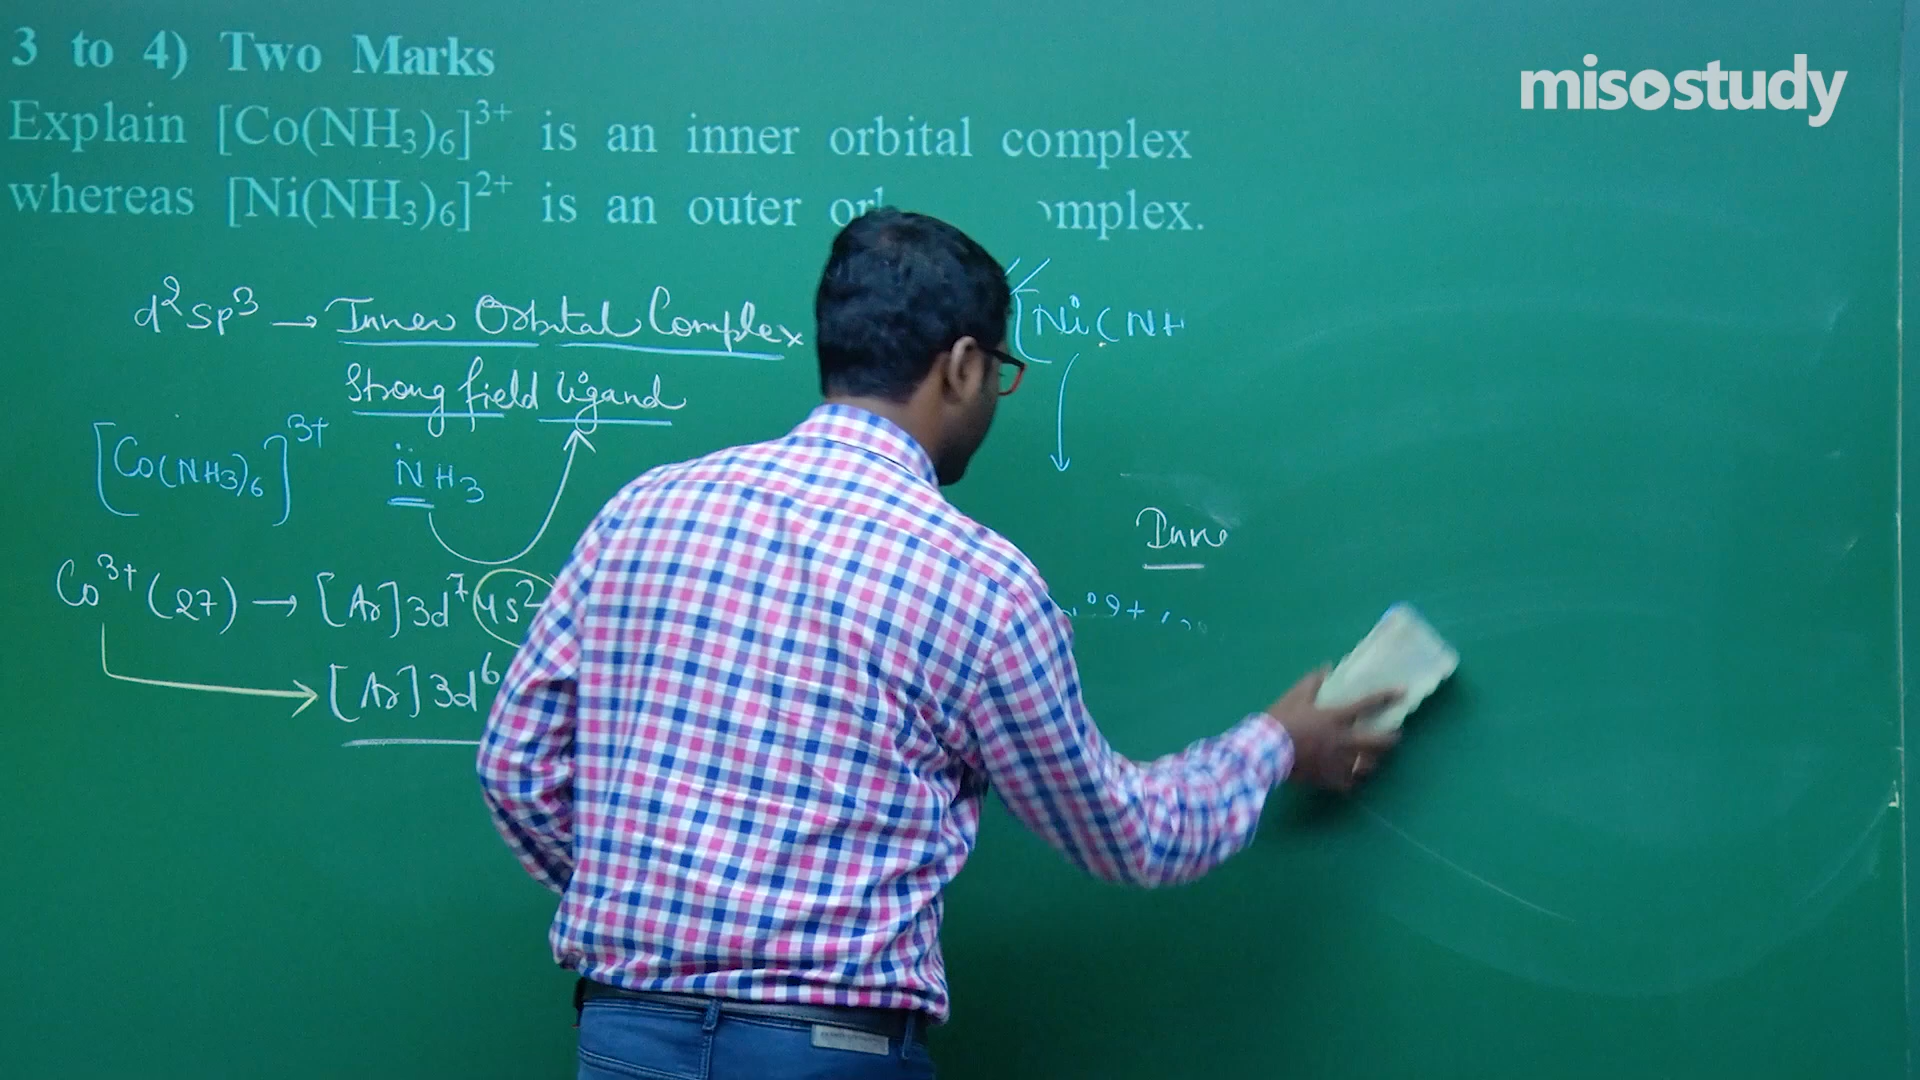 3 to 4) Two Marks
misostudy
Explain [Co(NH3)6]3+ is an inner orbital complex
whereas [Ni(NH3)6]2+ is an outer
d2sp3 → Inner Orbital Complex
Strong field ligand
[Co(NH3)6]3+
NH3
Co3+ (27) → [Ar]3d7 4s2
[Ar]3d6
[Ni(NH
Inne